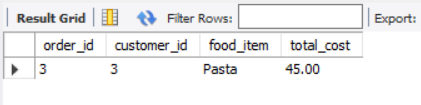 Result Grid Filter Rows: Export:
order_id customer_id food_item total_cost
3 3 Pasta 45.00